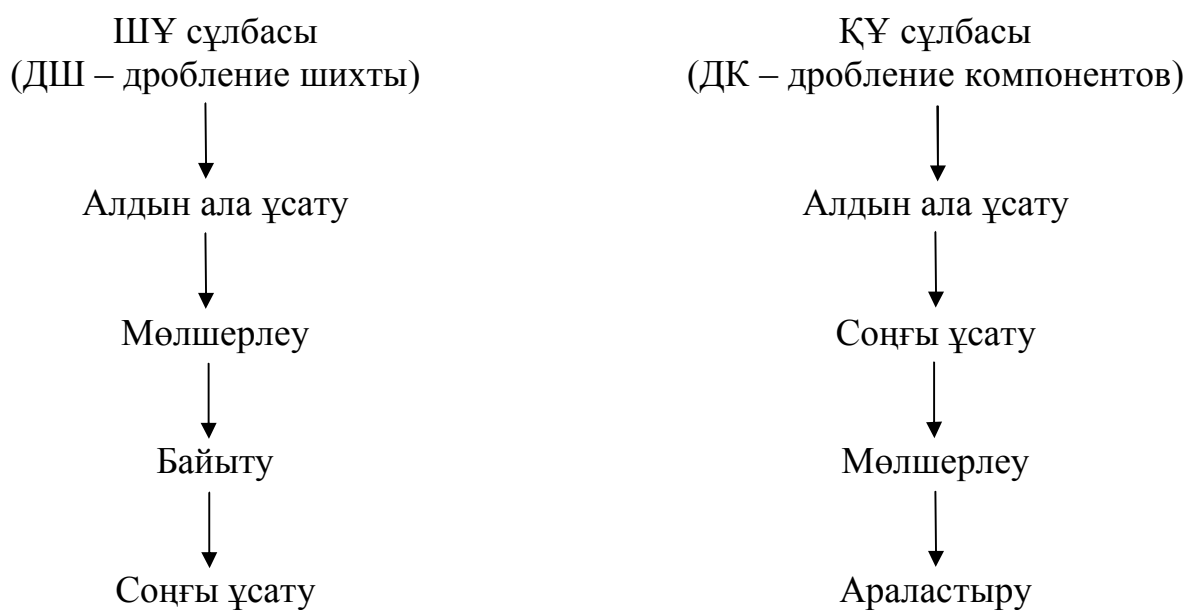 ШҰ сұлбасы
(ДШ – дробление шихты)
Алдын ала ұсату
Мөлшерлеу
Байыту
Соңғы ұсату
ҚҰ сұлбасы
(ДК – дробление компонентов)
Алдын ала ұсату
Соңғы ұсату
Мөлшерлеу
Араластыру